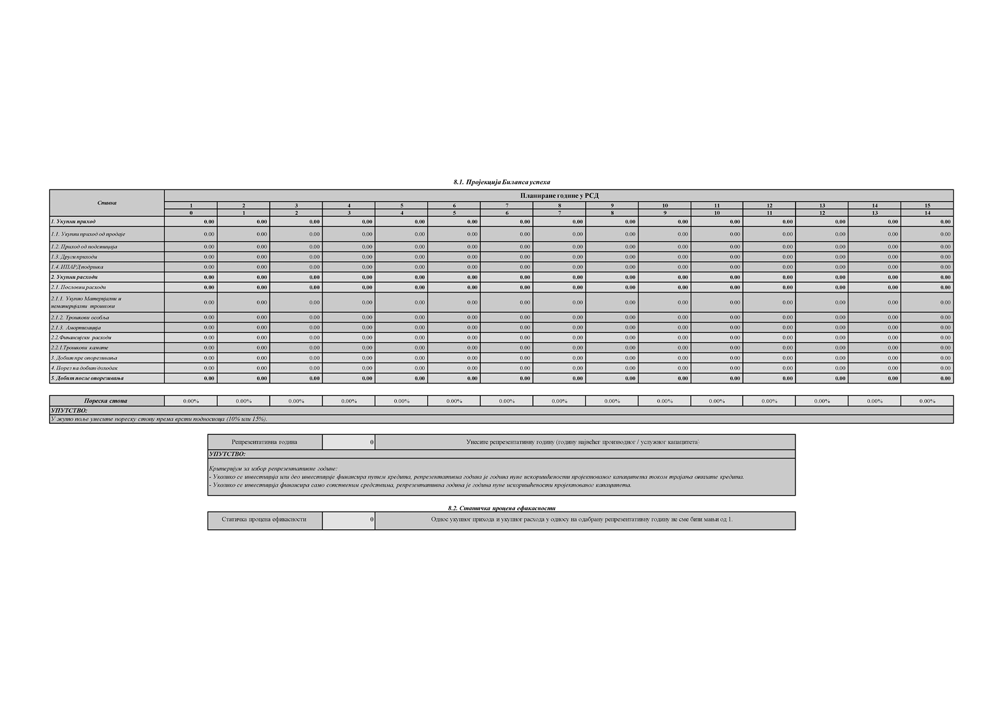 8.1. Пројекција Биланса успеха
Ставка
Планиране године у РСД
1 2 3 4 5 6 7 8 9 10 11 12 13 14 15
0 1 2 3 4 5 6 7 8 9 10 11 12 13 14
1. Укупни приход 0.00 0.00 0.00 0.00 0.00 0.00 0.00 0.00 0.00 0.00 0.00 0.00 0.00 0.00 0.00
1.1. Укупни приход од продаје 0.00 0.00 0.00 0.00 0.00 0.00 0.00 0.00 0.00 0.00 0.00 0.00 0.00 0.00 0.00
1.2. Приход од подстицаја 0.00 0.00 0.00 0.00 0.00 0.00 0.00 0.00 0.00 0.00 0.00 0.00 0.00 0.00 0.00
1.3. Други приходи 0.00 0.00 0.00 0.00 0.00 0.00 0.00 0.00 0.00 0.00 0.00 0.00 0.00 0.00 0.00
1.4. ИПАРД подршка 0.00 0.00 0.00 0.00 0.00 0.00 0.00 0.00 0.00 0.00 0.00 0.00 0.00 0.00 0.00
2. Укупни расходи 0.00 0.00 0.00 0.00 0.00 0.00 0.00 0.00 0.00 0.00 0.00 0.00 0.00 0.00 0.00
2.1. Пословни расходи 0.00 0.00 0.00 0.00 0.00 0.00 0.00 0.00 0.00 0.00 0.00 0.00 0.00 0.00 0.00
2.1.1. Укупно Материјални и
нематеријални трошкови 0.00 0.00 0.00 0.00 0.00 0.00 0.00 0.00 0.00 0.00 0.00 0.00 0.00 0.00 0.00
2.1.2. Трошкови особља 0.00 0.00 0.00 0.00 0.00 0.00 0.00 0.00 0.00 0.00 0.00 0.00 0.00 0.00 0.00
2.1.3. Амортизација 0.00 0.00 0.00 0.00 0.00 0.00 0.00 0.00 0.00 0.00 0.00 0.00 0.00 0.00 0.00
2.2.Финансијски расходи 0.00 0.00 0.00 0.00 0.00 0.00 0.00 0.00 0.00 0.00 0.00 0.00 0.00 0.00 0.00
2.2.1.Трошкови камате 0.00 0.00 0.00 0.00 0.00 0.00 0.00 0.00 0.00 0.00 0.00 0.00 0.00 0.00 0.00
3. Добит пре опорезивања 0.00 0.00 0.00 0.00 0.00 0.00 0.00 0.00 0.00 0.00 0.00 0.00 0.00 0.00 0.00
4. Порез на добит/доходак 0.00 0.00 0.00 0.00 0.00 0.00 0.00 0.00 0.00 0.00 0.00 0.00 0.00 0.00 0.00
5. Добит после опорезивања 0.00 0.00 0.00 0.00 0.00 0.00 0.00 0.00 0.00 0.00 0.00 0.00 0.00 0.00 0.00
Пореска стопа 0.00% 0.00% 0.00% 0.00% 0.00% 0.00% 0.00% 0.00% 0.00% 0.00% 0.00% 0.00% 0.00% 0.00% 0.00%
УПУТСТВО:
У жуто поље унесите пореску стопу према врсти подносиоца (10% или 15%).
Репрезентативна година 0 Унесите репрезентативну годину (годину највећег производног / услужног капацитета)
УПУТСТВО:
Критеријум за избор репрезентативне године:
- Уколико се инвестиција или део инвестиције финансира путем кредита, репрезентативна година је година пуне искоришћености пројектованог капацитета током трајања отплате кредита.
- Уколико се инвестиција финансира само сопственим средствима, репрезентативна година је година пуне искоришћености пројектованог капацитета.
8.2. Статичка процена ефикасности
Статичка процена ефикасности 0 Однос укупног прихода и укупног расхода у односу на одабрану репрезентативну годину не сме бити мањи од 1.